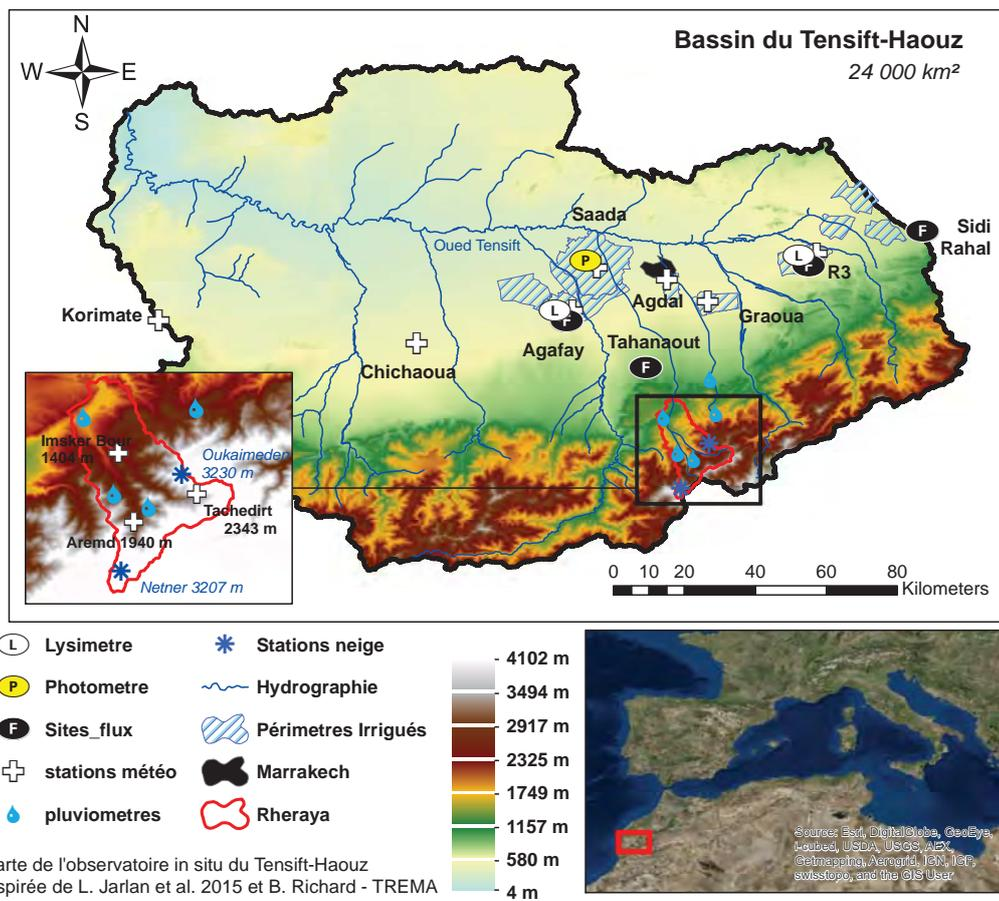 N
W E
S
Bassin du Tensift-Haouz
24 000 km²
Saada
Oued Tensift
P
F
Sidi
Rahal
L
F
R3
Korimate
Agdal
Graoua
L
F
Agafay
Tahanaout
F
Chichaoua
Imsker Bour
1404 m
Oukaimeden
3230 m
Tachedirt
2343 m
Aremd 1940 m
Netner 3207 m
0 10 20 40 60 80
Kilometers
L Lysimetre
P Photometre
F Sites_flux
stations météo
pluviometres
Stations neige
Hydrographie
Périmetres Irrigués
Marrakech
Rheraya
4102 m
3494 m
2917 m
2325 m
1749 m
1157 m
580 m
4 m
Source: Esri, DigitalGlobe, GeoEye,
i-cubed, USDA, USGS, AEX,
Getmapping, Aerogrid, IGN, IGP,
swisstopo, and the GIS User
arte de l'observatoire in situ du Tensift-Haouz
spirée de L. Jarlan et al. 2015 et B. Richard - TREMA